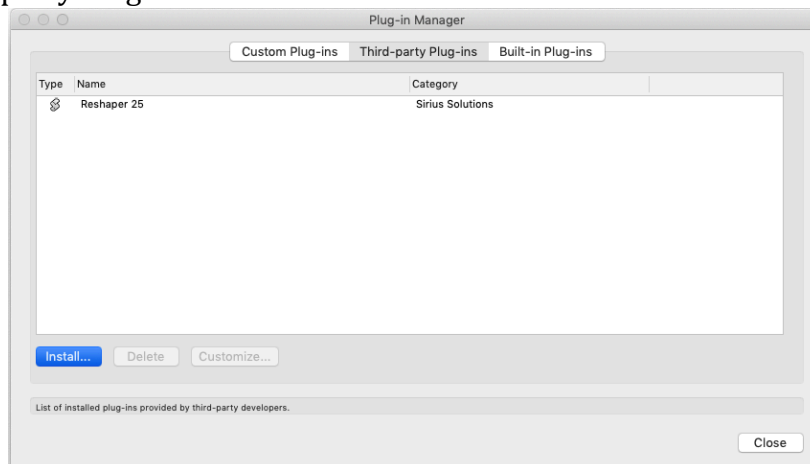 Plug-in Manager
Custom Plug-ins Third-party Plug-ins Built-in Plug-ins
Type Name Category
Reshaper 25 Sirius Solutions
Install... Delete Customize...
List of installed plug-ins provided by third-party developers.
Close